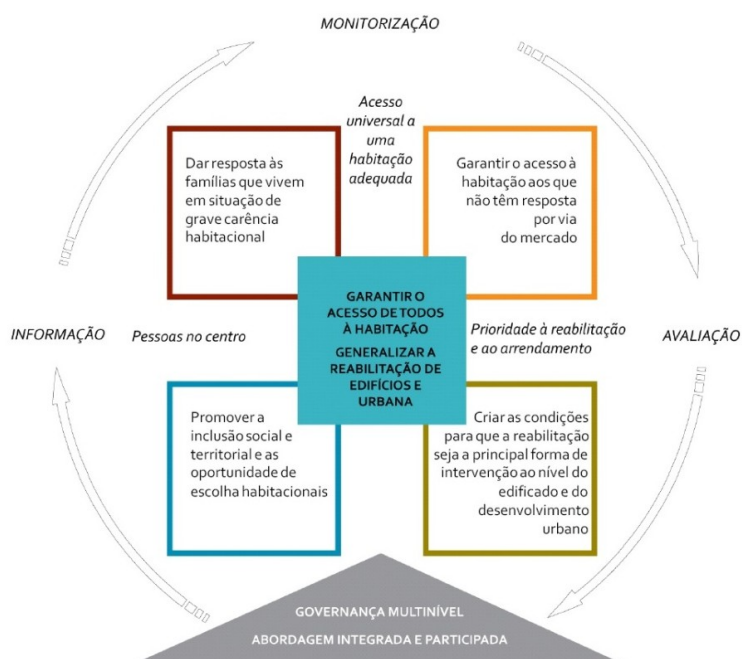 MONITORIZAÇÃO
Acesso
universal a
uma
habitação
adequada
Dar resposta às
famílias que vivem
em situação de
grave carência
habitacional
Garantir o acesso à
habitação aos que
não têm resposta
por via
do mercado
GARANTIR O
ACESSO DE TODOS
À HABITAÇÃO
GENERALIZAR A
REABILITAÇÃO DE
EDIFÍCIOS E
URBANA
INFORMAÇÃO
Pessoas no centro
Prioridade à reabilitação
e ao arrendamento
AVALIAÇÃO
Promover a
inclusão social e
territorial e as
oportunidade de
escolha habitacionais
Criar as condições
para que a reabilitação
seja a principal forma de
intervenção ao nível do
edificado e do
desenvolvimento
urbano
GOVERNANÇA MULTINÍVEL
ABORDAGEM INTEGRADA E PARTICIPADA